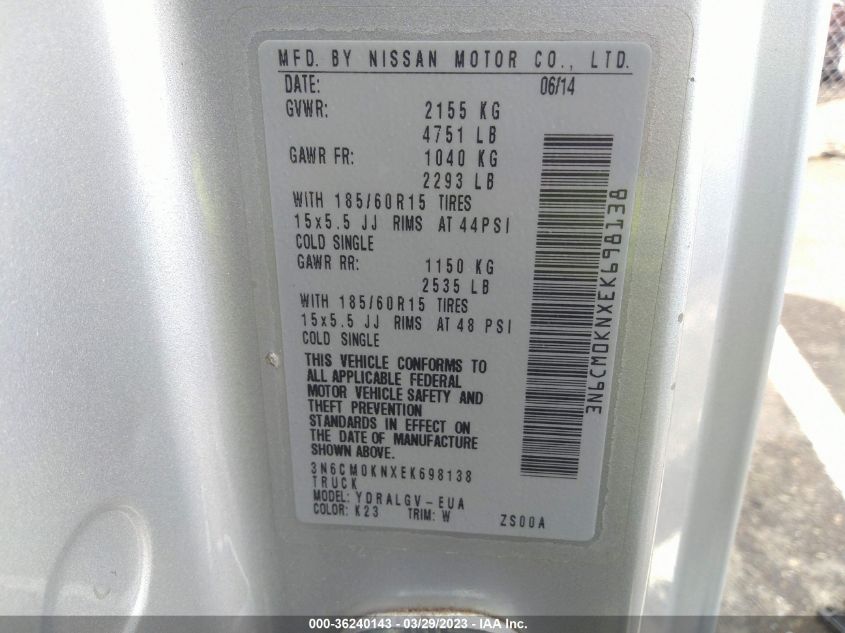 MFD. BY NISSAN MOTOR CO., LTD.
DATE: 06/14
GVWR: 2155 KG
4751 LB
GAWR FR: 1040 KG
2293 LB
WITH 185/60R15 TIRES
15x5.5 JJ RIMS AT 44PSI
COLD SINGLE
GAWR RR: 1150 KG
2535 LB
WITH 185/60R15 TIRES
15x5.5 JJ RIMS AT 48 PSI
COLD SINGLE
THIS VEHICLE CONFORMS TO
ALL APPLICABLE FEDERAL
MOTOR VEHICLE SAFETY AND
THEFT PREVENTION
STANDARDS IN EFFECT ON
THE DATE OF MANUFACTURE
SHOWN ABOVE.
3N6CM0KNXEK698138
TRUCK
MODEL: YDRALGV-EUA
COLOR: K23 TRIM: W ZS00A
3N6CM0KNXEK698138
000-36240143 - 03/29/2023 - IAA Inc.